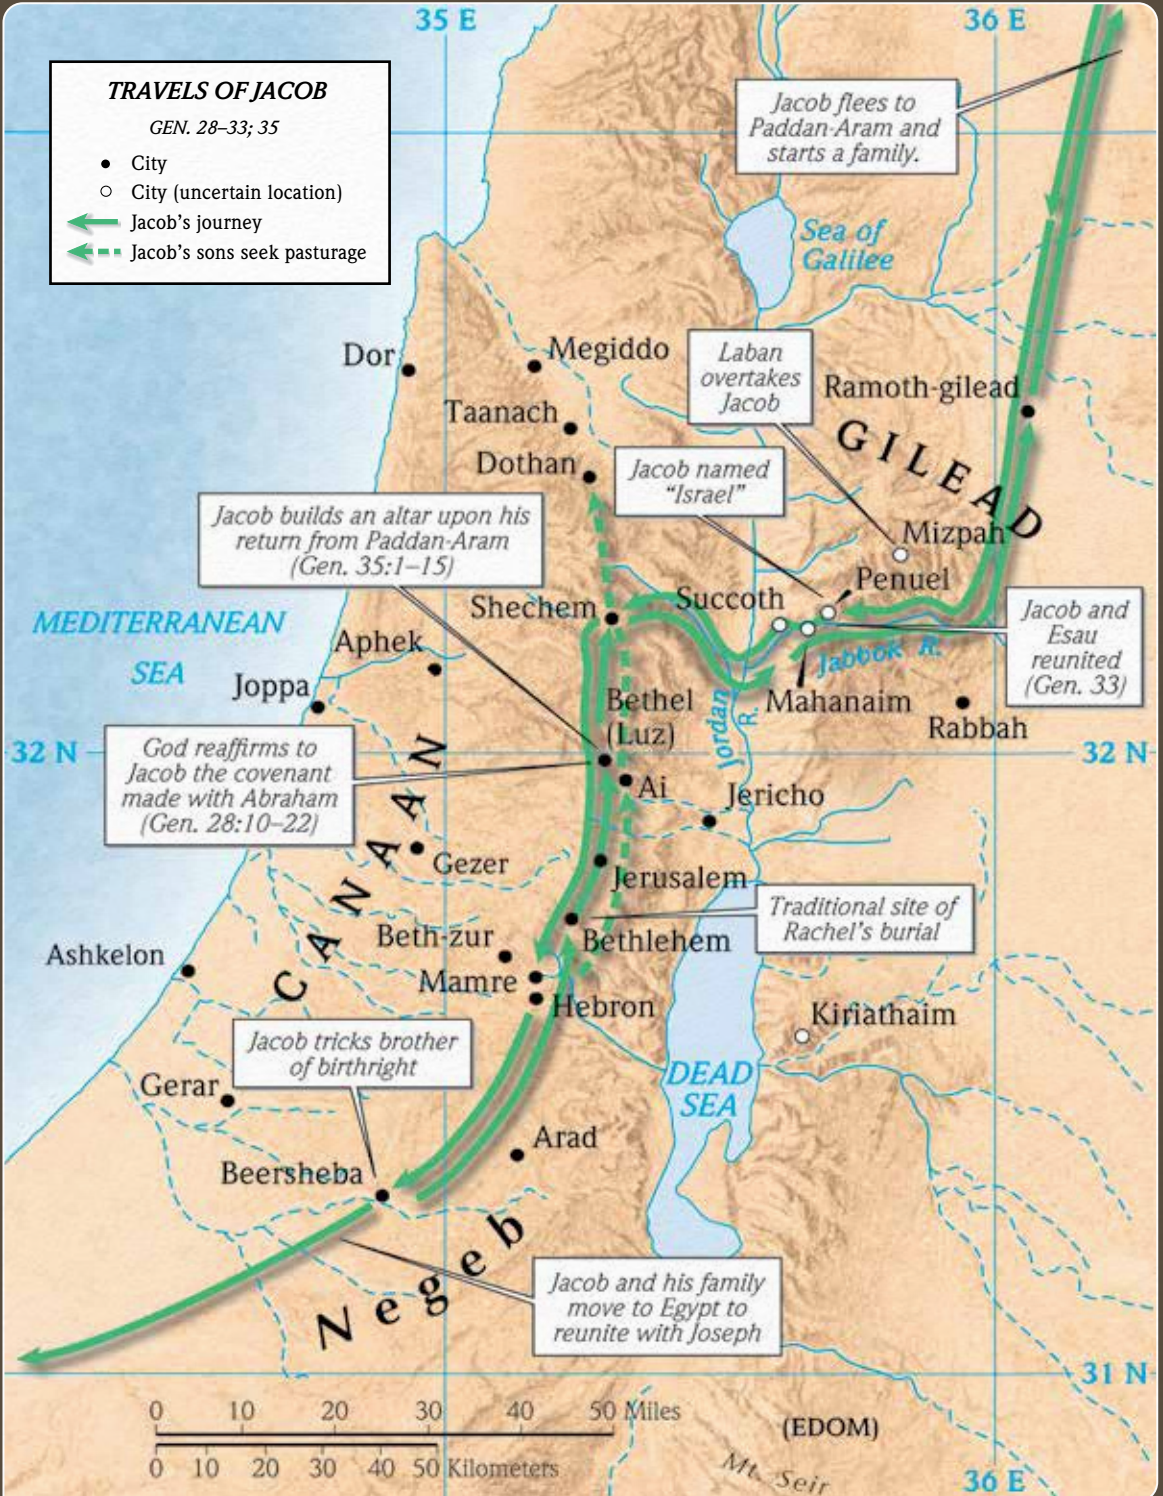 35 E
36 E
TRAVELS OF JACOB
GEN. 28–33; 35
City
City (uncertain location)
Jacob's journey
Jacob's sons seek pasturage
Jacob flees to
Paddan-Aram and
starts a family.
Sea of
Galilee
Dor
Megiddo
Laban
overtakes
Jacob
Ramoth-gilead
Taanach
GILEAD
Dothan
Jacob named
"Israel"
Jacob builds an altar upon his
return from Paddan-Aram
(Gen. 35:1–15)
Mizpah
Penuel
Shechem
Succoth
Jacob and
Esau
reunited
(Gen. 33)
MEDITERRANEAN
SEA
Aphek
Jabbok R.
Joppa
Bethel
(Luz)
Jordan
R.
Mahanaim
Rabbah
32 N
32 N
God reaffirms to
Jacob the covenant
made with Abraham
(Gen. 28:10–22)
Ai
Jericho
CANAAN
Gezer
Jerusalem
Traditional site of
Rachel's burial
Beth-zur
Bethlehem
Ashkelon
Mamre
Hebron
Kiriathaim
Jacob tricks brother
of birthright
DEAD
SEA
Gerar
Arad
Beersheba
Negeb
Jacob and his family
move to Egypt to
reunite with Joseph
31 N
0 10 20 30 40 50 Miles
0 10 20 30 40 50 Kilometers
(EDOM)
Mt. Seir
36 E